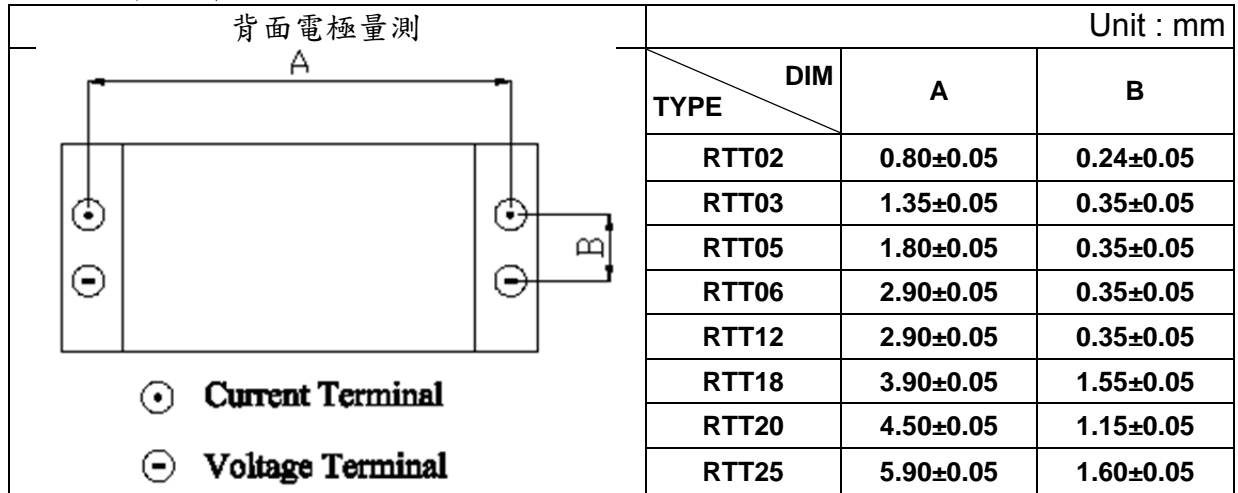 背面電極量測
Unit : mm
A
B
Current Terminal
Voltage Terminal
DIM
TYPE
A B
RTT02 0.80±0.05 0.24±0.05
RTT03 1.35±0.05 0.35±0.05
RTT05 1.80±0.05 0.35±0.05
RTT06 2.90±0.05 0.35±0.05
RTT12 2.90±0.05 0.35±0.05
RTT18 3.90±0.05 1.55±0.05
RTT20 4.50±0.05 1.15±0.05
RTT25 5.90±0.05 1.60±0.05